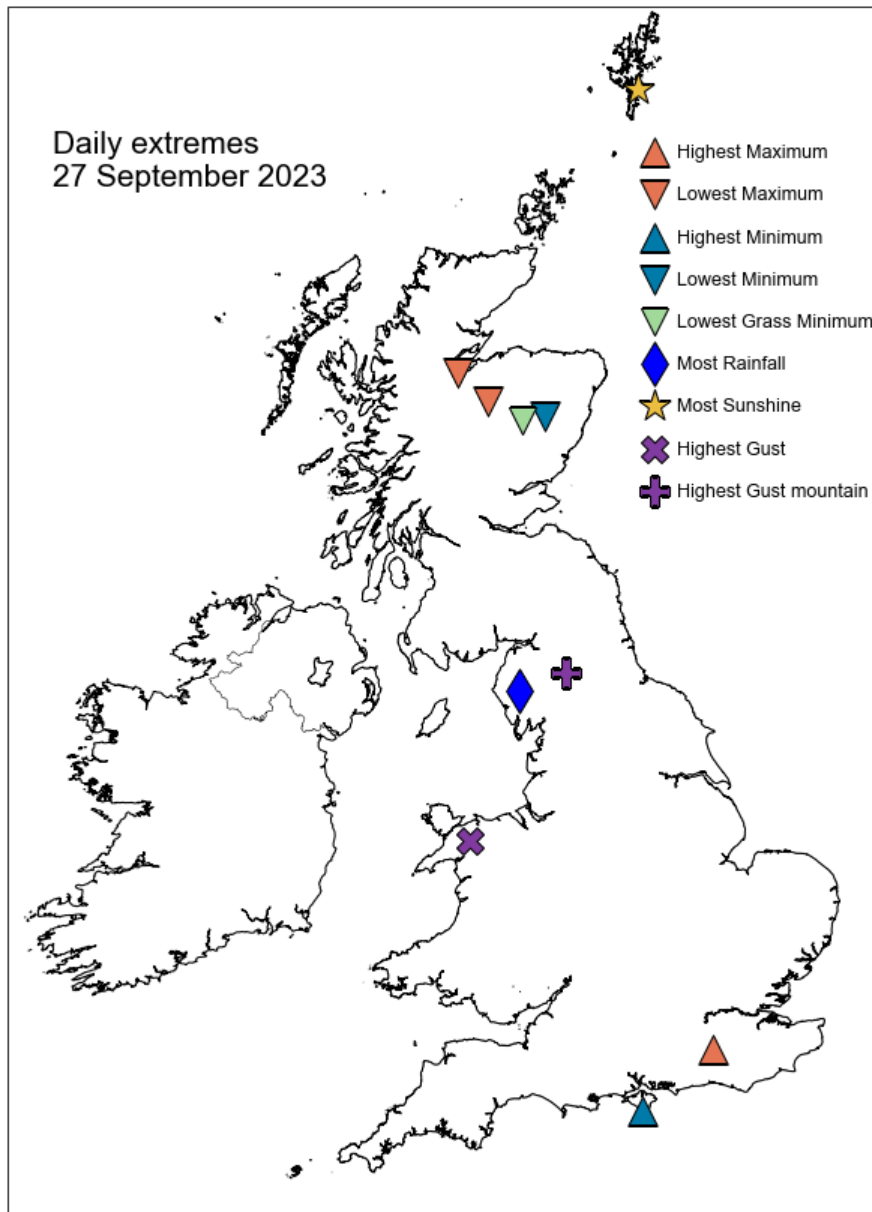 Daily extremes
27 September 2023
Highest Maximum
Lowest Maximum
Highest Minimum
Lowest Minimum
Lowest Grass Minimum
Most Rainfall
Most Sunshine
Highest Gust
Highest Gust mountain